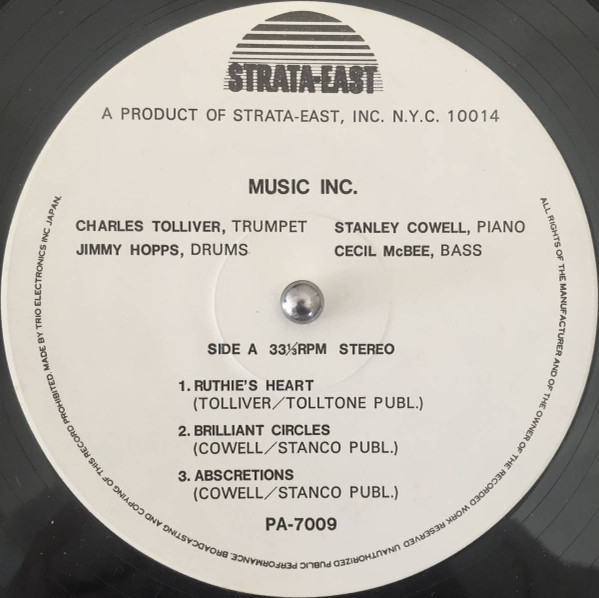 STRATA-EAST
A PRODUCT OF STRATA-EAST, INC. N.Y.C. 10014
MUSIC INC.
CHARLES TOLLIVER, TRUMPET STANLEY COWELL, PIANO
JIMMY HOPPS, DRUMS CECIL McBEE, BASS
SIDE A 33⅓RPM STEREO
1. RUTHIE'S HEART
(TOLLIVER/TOLLTONE PUBL.)
2. BRILLIANT CIRCLES
(COWELL/STANCO PUBL.)
3. ABSCRETIONS
(COWELL/STANCO PUBL.)
PA-7009
ALL RIGHTS OF THE MANUFACTURER AND OF THE OWNER OF THE RECORDED WORK RESERVED. UNAUTHORIZED PUBLIC PERFORMANCE, BROADCASTING AND COPYING OF THIS RECORD PROHIBITED. MADE BY TRIO ELECTRONICS INC JAPAN.